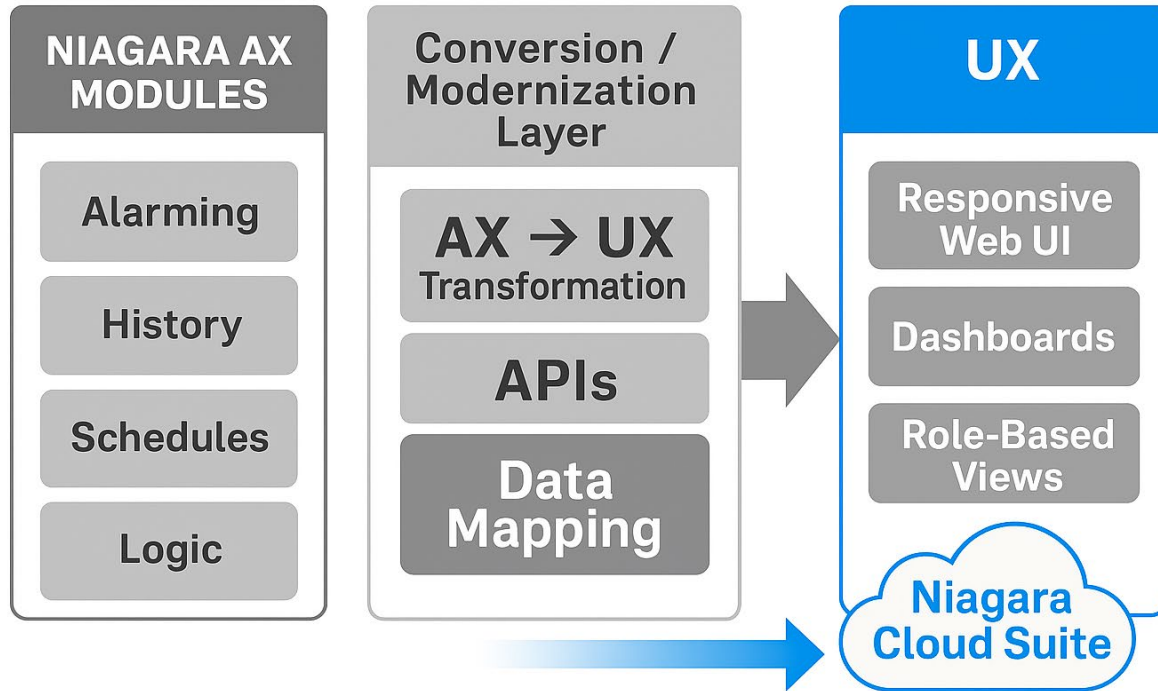 NIAGARA AX
MODULES
Alarming
History
Schedules
Logic
Conversion /
Modernization
Layer
AX → UX
Transformation
APIs
Data
Mapping
UX
Responsive
Web UI
Dashboards
Role-Based
Views
Niagara
Cloud Suite